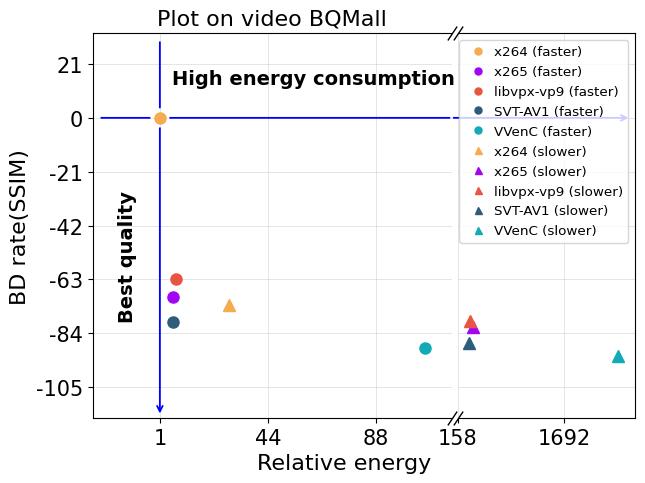 Plot on video BQMall
High energy consumption
Best quality
BD rate(SSIM)
21
0
-21
-42
-63
-84
-105
x264 (faster)
x265 (faster)
libvpx-vp9 (faster)
SVT-AV1 (faster)
VVenC (faster)
x264 (slower)
x265 (slower)
libvpx-vp9 (slower)
SVT-AV1 (slower)
VVenC (slower)
1 44 88 158 1692
Relative energy